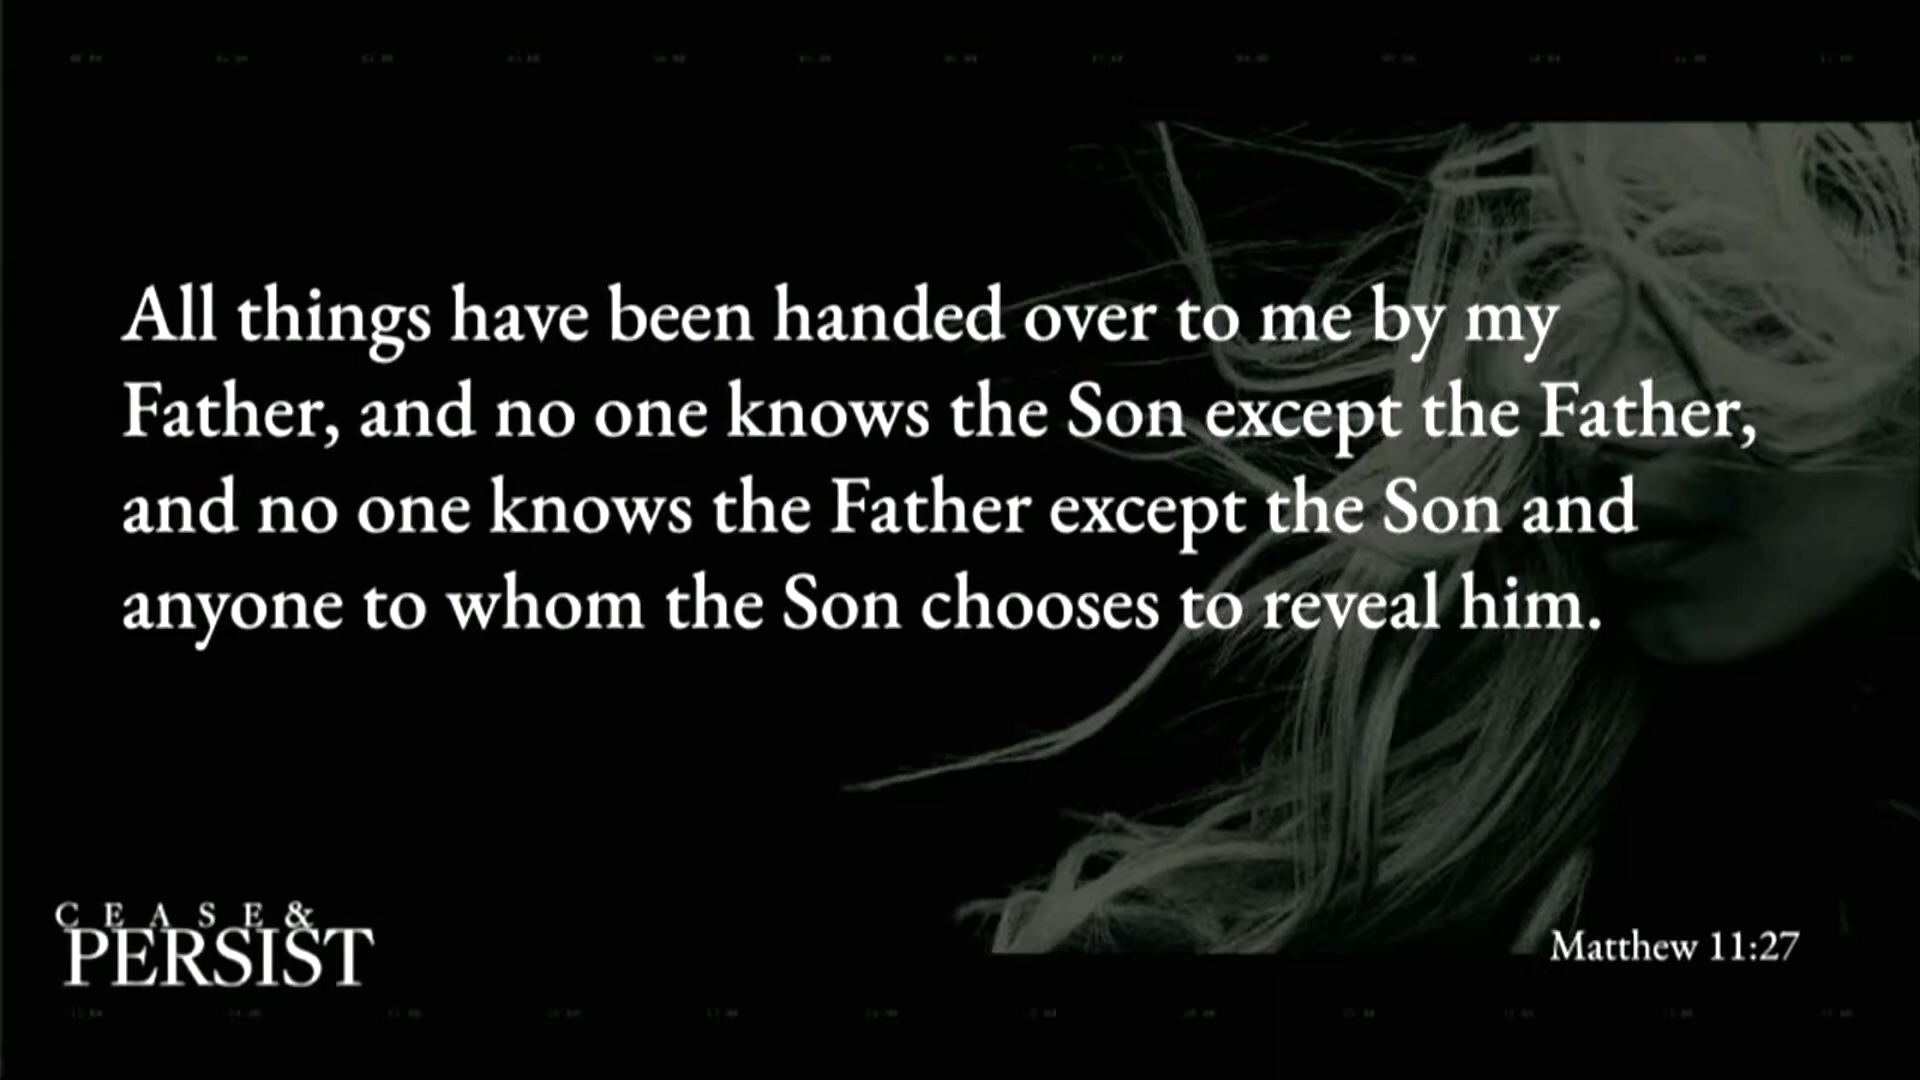 All things have been handed over to me by my
Father, and no one knows the Son except the Father,
and no one knows the Father except the Son and
anyone to whom the Son chooses to reveal him.
CEASE &
PERSIST
Matthew 11:27